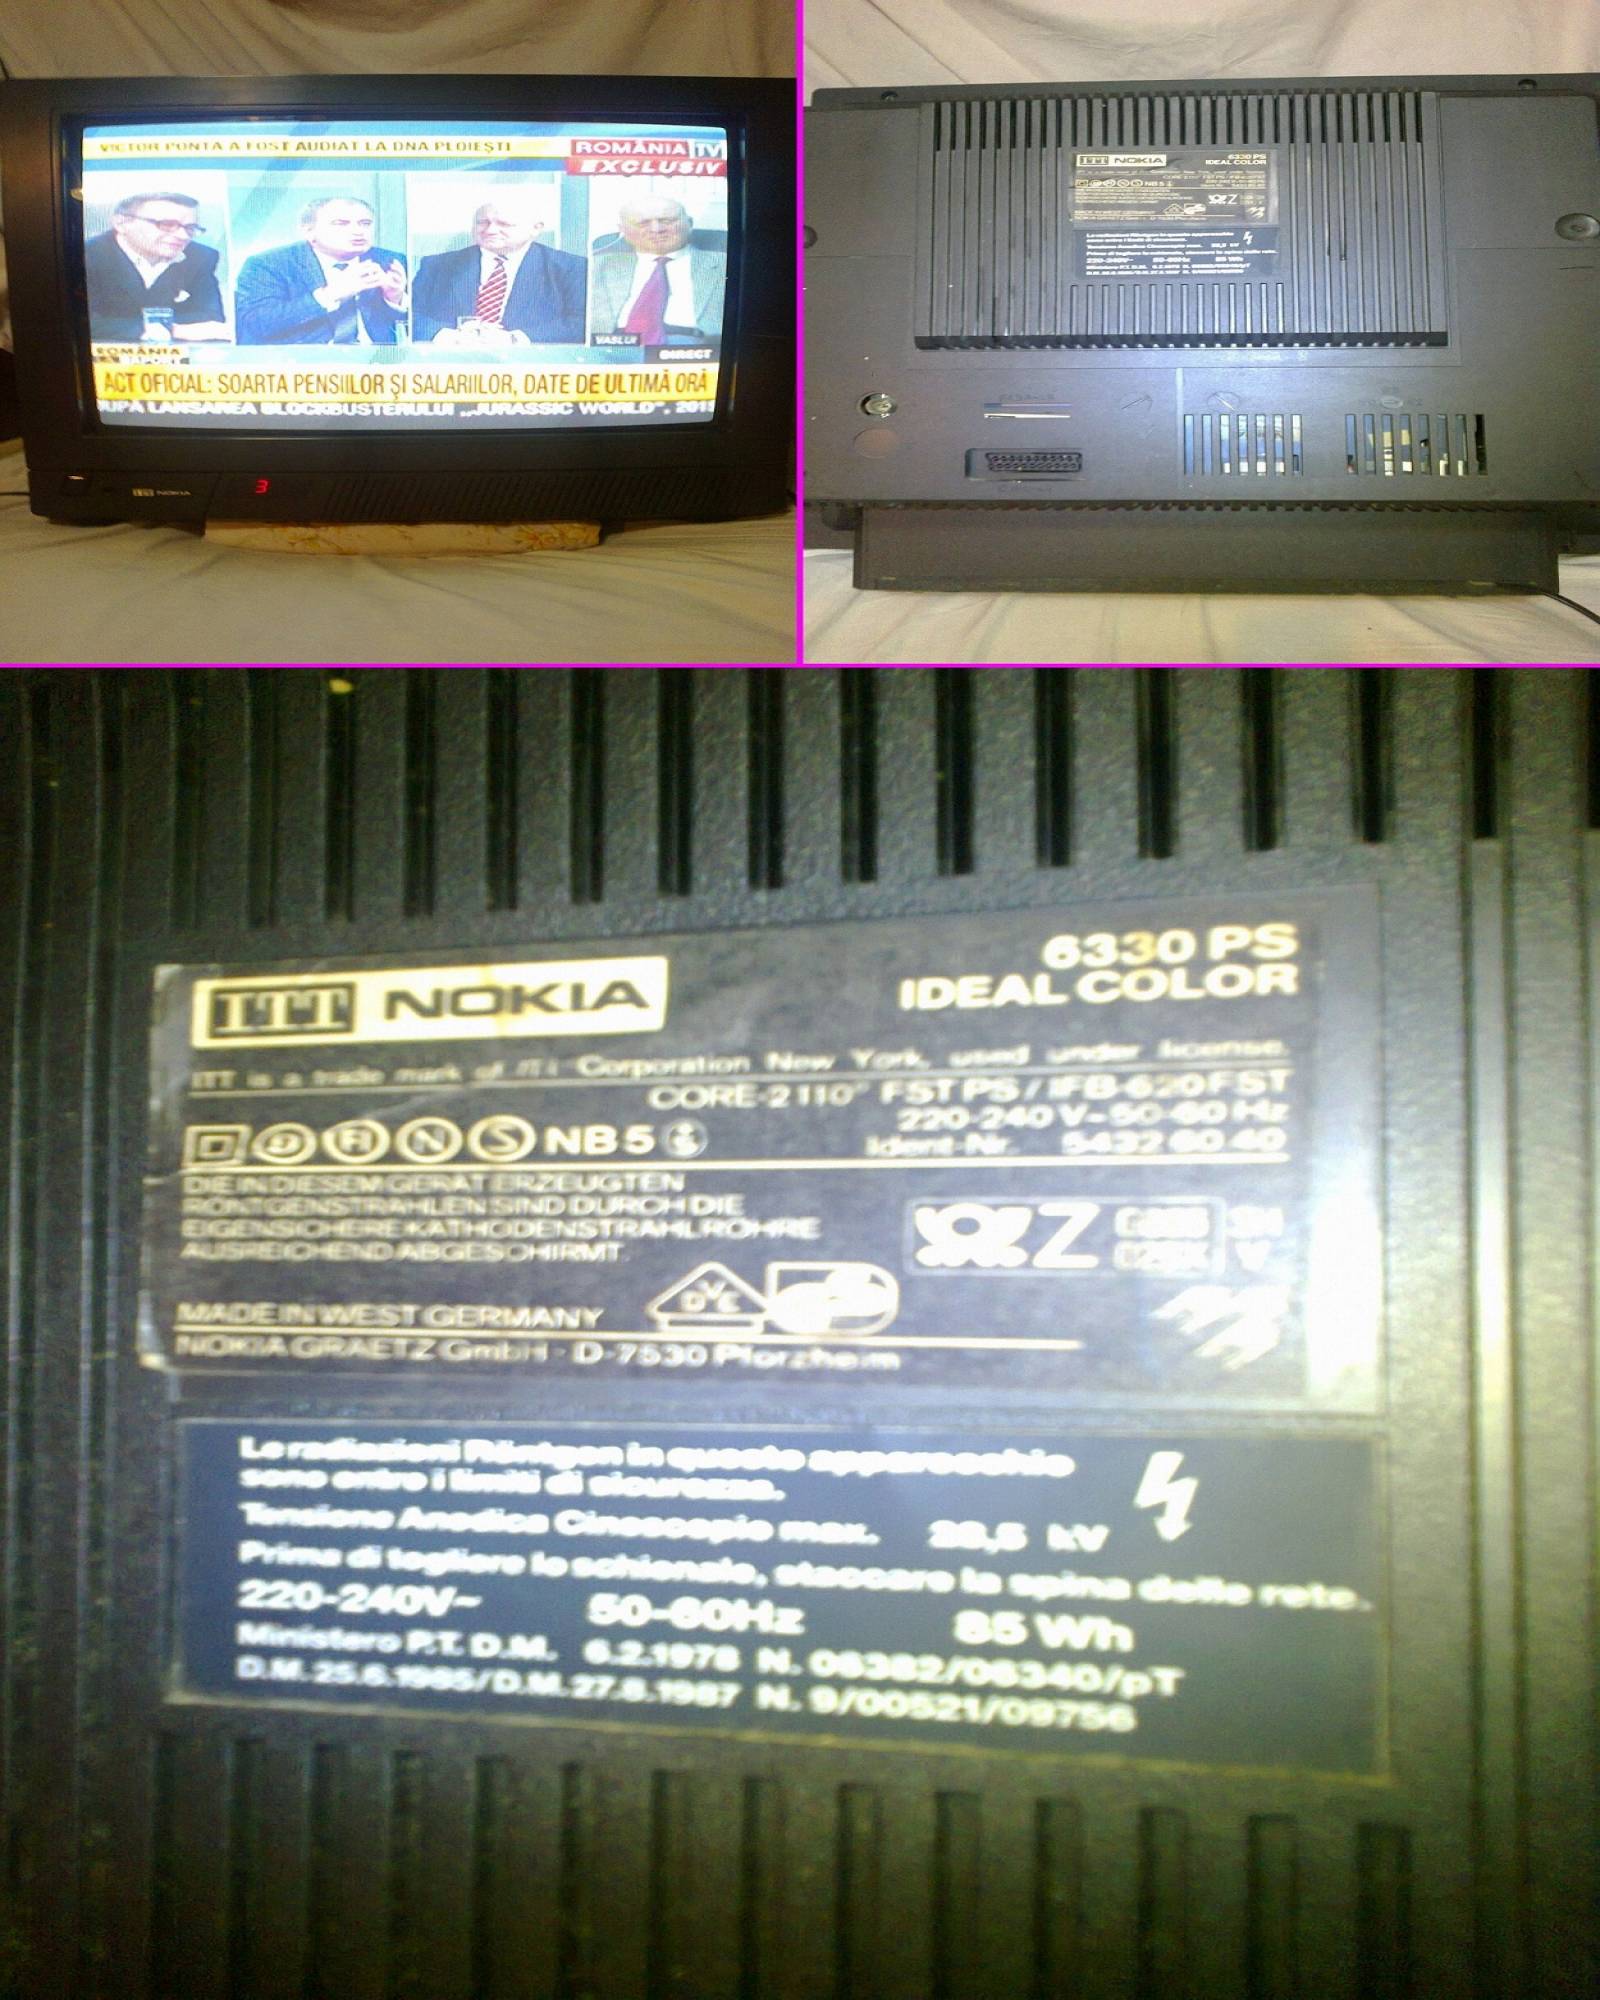 VICTOR PONTA A FOST AUDIAT LA DNA PLOIEȘTI
ROMÂNIA TV
EXCLUSIV
VASLUI
ROMÂNIA
RAPORT
DIRECT
ACT OFICIAL: SOARTA PENSIILOR ȘI SALARIILOR, DATE DE ULTIMĂ ORĂ
DUPĂ LANSAREA BLOCKBUSTERULUI „JURASSIC WORLD”, 201
ITT NOKIA
3
ITT NOKIA
6330 PS
IDEAL COLOR
ITT NOKIA
6330 PS
IDEAL COLOR
ITT is a trade mark of ITT Corporation New York, used under license.
CORE-2 110° FST PS / IFB-620 FST
220-240 V~ 50-60 Hz
NB 5
Ident-Nr. 5432 60 40
DIE IN DIESEM GERÄT ERZEUGTEN
RÖNTGENSTRAHLEN SIND DURCH DIE
EIGENSICHERE KATHODENSTRAHLRÖHRE
AUSREICHEND ABGESCHIRMT.
Z
MADE IN WEST GERMANY
NOKIA GRAETZ GmbH · D-7530 Pforzheim
Le radiazioni Röntgen in questo apparecchio
sono entro i limiti di sicurezza.
Tensione Anodica Cinescopio max. 28,5 kV
Prima di togliere lo schienale, staccare la spina della rete.
220-240V~ 50-60Hz 85 Wh
Ministero P.T. D.M. 6.2.1978 N. 06382/06340/pT
D.M. 25.6.1985/D.M. 27.8.1987 N. 9/00521/09756